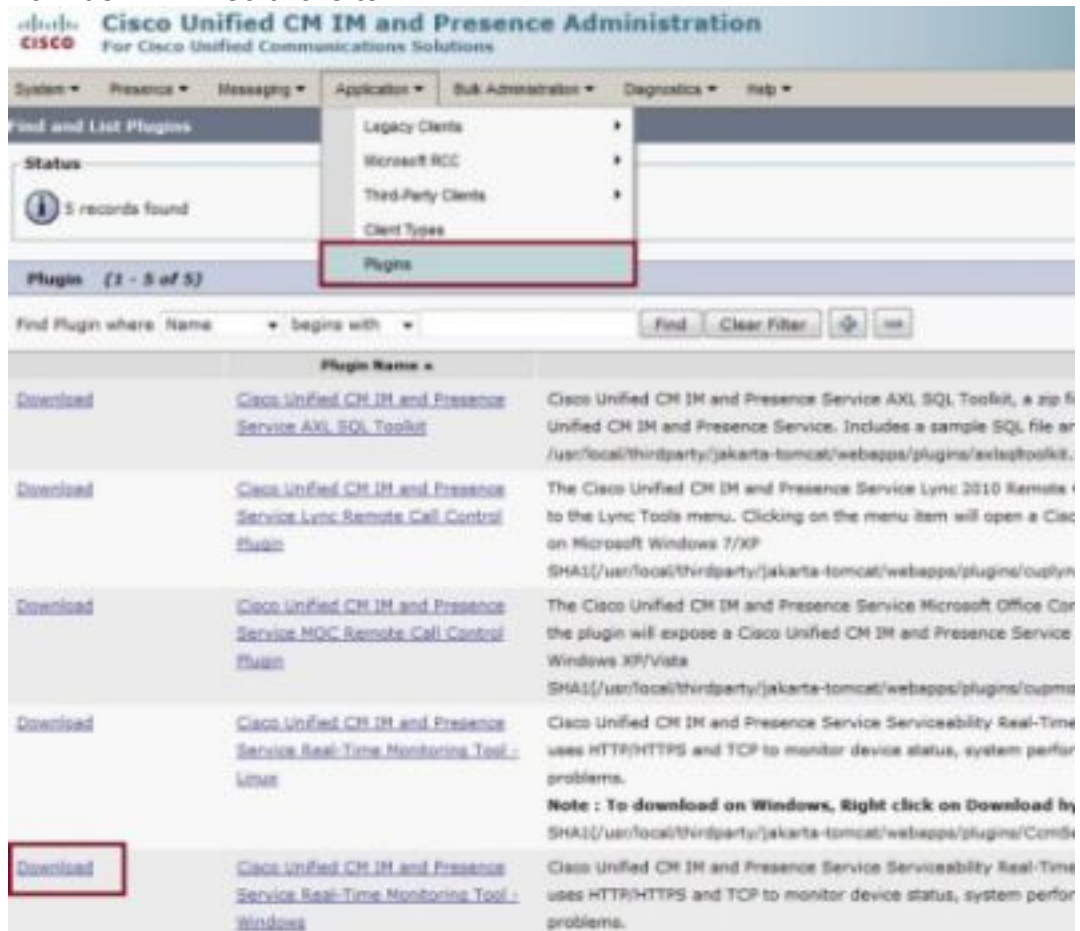 CISCO
Cisco Unified CM IM and Presence Administration
For Cisco Unified Communications Solutions
System Presence Messaging Application Bulk Administration Diagnostics Help
Find and List Plugins
Legacy Clients
Microsoft RCC
Third-Party Clients
Client Types
Plugins
Status
5 records found
Plugin (1 - 5 of 5)
Find Plugin where Name begins with Find Clear Filter
Plugin Name
Download
Cisco Unified CM IM and Presence
Service AXL SQL Toolkit
Cisco Unified CM IM and Presence Service AXL SQL Toolkit, a zip fi
Unified CM IM and Presence Service. Includes a sample SQL file an
/usr/local/thirdparty/jakarta-tomcat/webapps/plugins/axlsqltoolkit.
Download
Cisco Unified CM IM and Presence
Service Lync Remote Call Control
Plugin
The Cisco Unified CM IM and Presence Service Lync 2010 Remote
to the Lync Tools menu. Clicking on the menu item will open a Cisc
on Microsoft Windows 7/XP
SHA1(/usr/local/thirdparty/jakarta-tomcat/webapps/plugins/cuplyn
Download
Cisco Unified CM IM and Presence
Service MOC Remote Call Control
Plugin
The Cisco Unified CM IM and Presence Service Microsoft Office Co
the plugin will expose a Cisco Unified CM IM and Presence Service
Windows XP/Vista
SHA1(/usr/local/thirdparty/jakarta-tomcat/webapps/plugins/cupmo
Download
Cisco Unified CM IM and Presence
Service Real-Time Monitoring Tool -
Linux
Cisco Unified CM IM and Presence Service Serviceability Real-Time
uses HTTP/HTTPS and TCP to monitor device status, system perfor
problems.
Note : To download on Windows, Right click on Download hy
SHA1(/usr/local/thirdparty/jakarta-tomcat/webapps/plugins/CcmSe
Download
Cisco Unified CM IM and Presence
Service Real-Time Monitoring Tool -
Windows
Cisco Unified CM IM and Presence Service Serviceability Real-Time
uses HTTP/HTTPS and TCP to monitor device status, system perfor
problems.